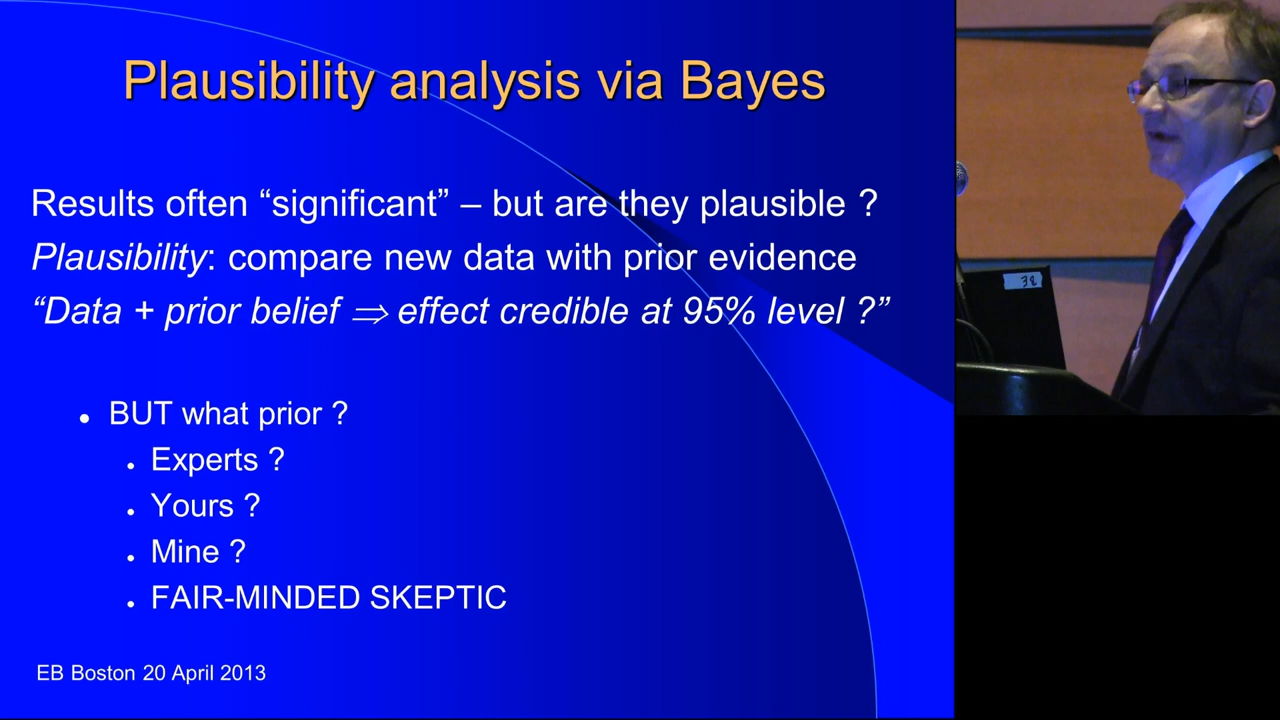 Plausibility analysis via Bayes
Results often “significant” – but are they plausible ?
Plausibility: compare new data with prior evidence
“Data + prior belief ⇒ effect credible at 95% level ?”
BUT what prior ?
Experts ?
Yours ?
Mine ?
FAIR-MINDED SKEPTIC
EB Boston 20 April 2013